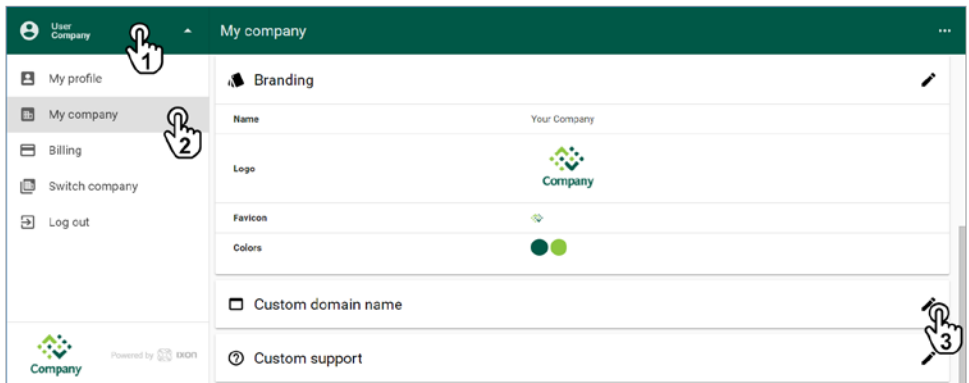 User
Company
My company
...
1
My profile
Branding
My company
2
Name
Your Company
Billing
Logo
Company
Switch company
Log out
Favicon
Colors
Custom domain name
3
Company
Powered by IXON
Custom support